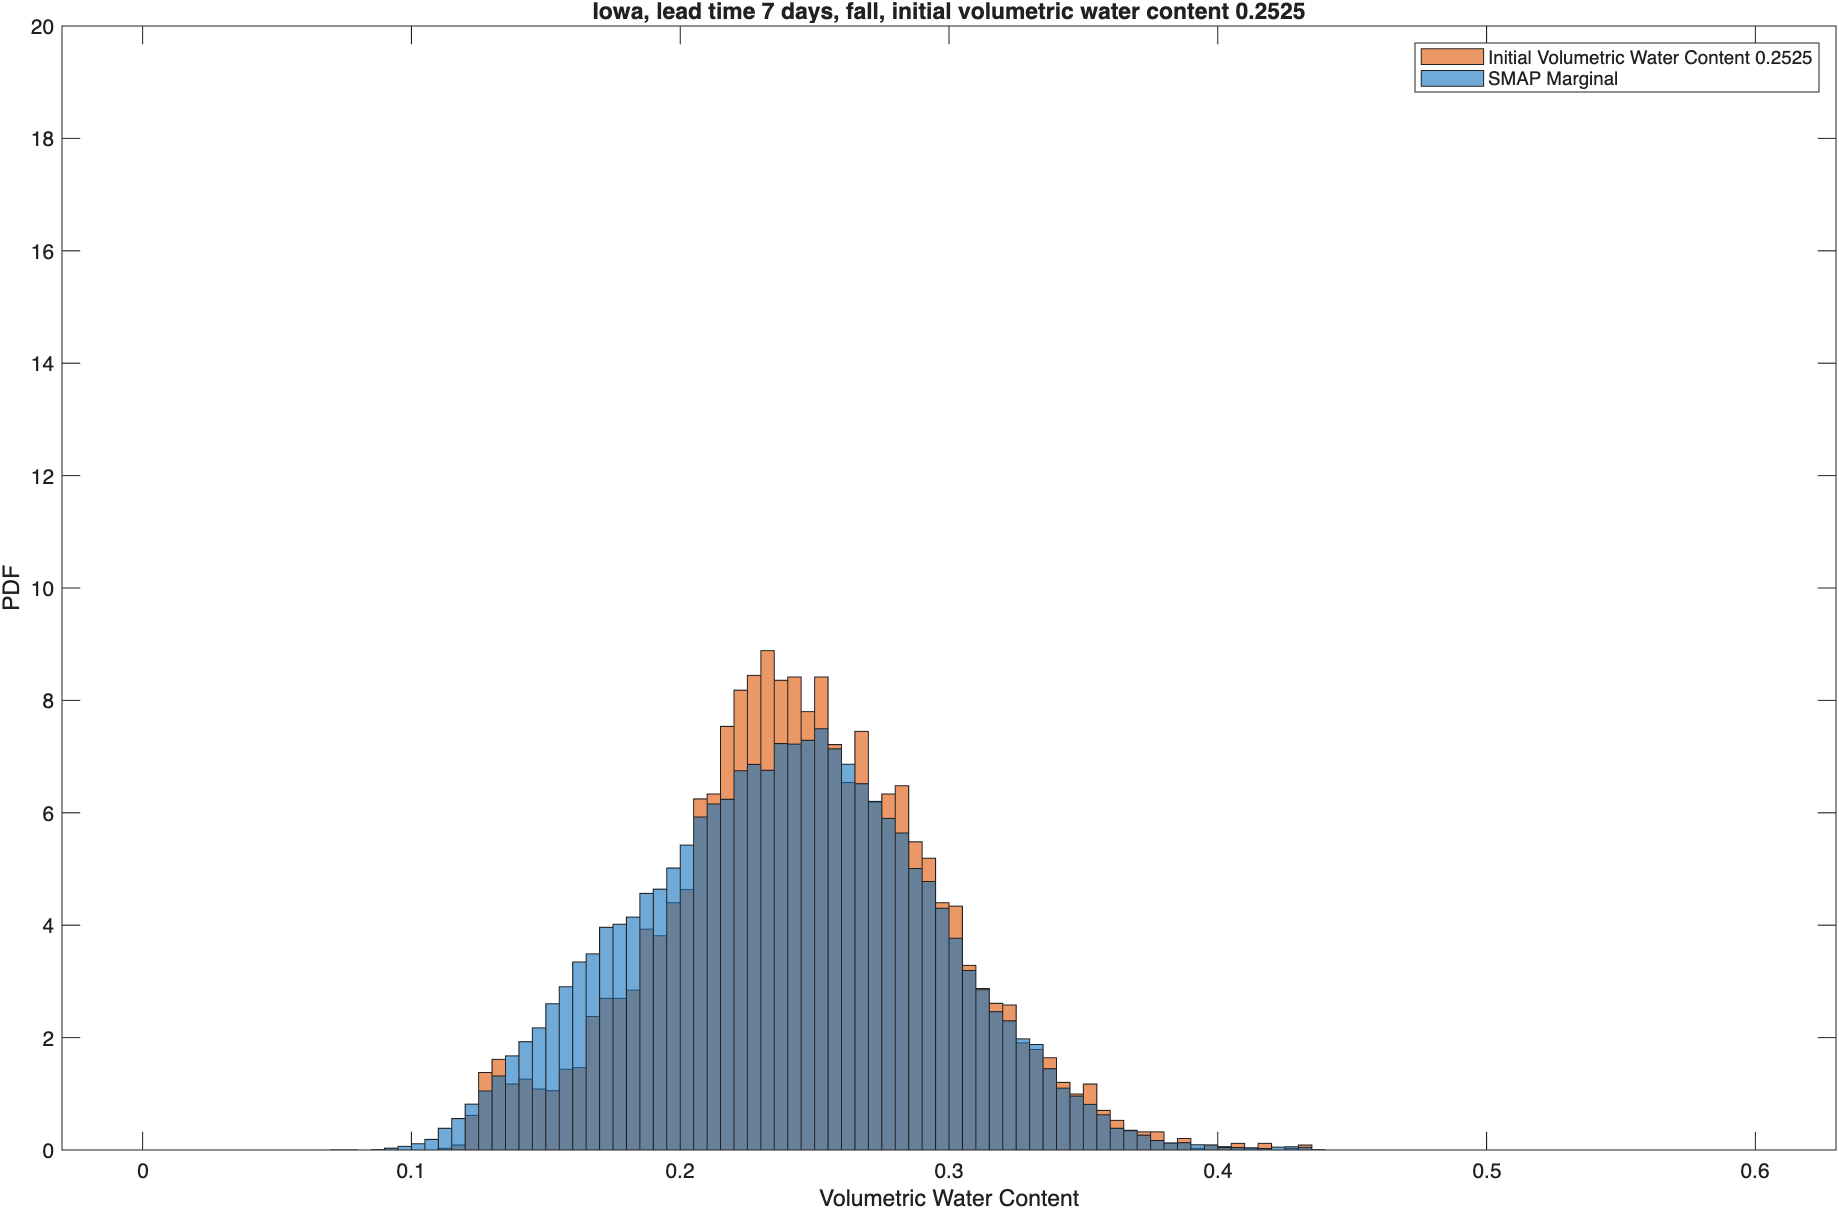 Iowa, lead time 7 days, fall, initial volumetric water content 0.2525
Initial Volumetric Water Content 0.2525
SMAP Marginal
20
18
16
14
12
10
8
6
4
2
0
PDF
0 0.1 0.2 0.3 0.4 0.5 0.6
Volumetric Water Content